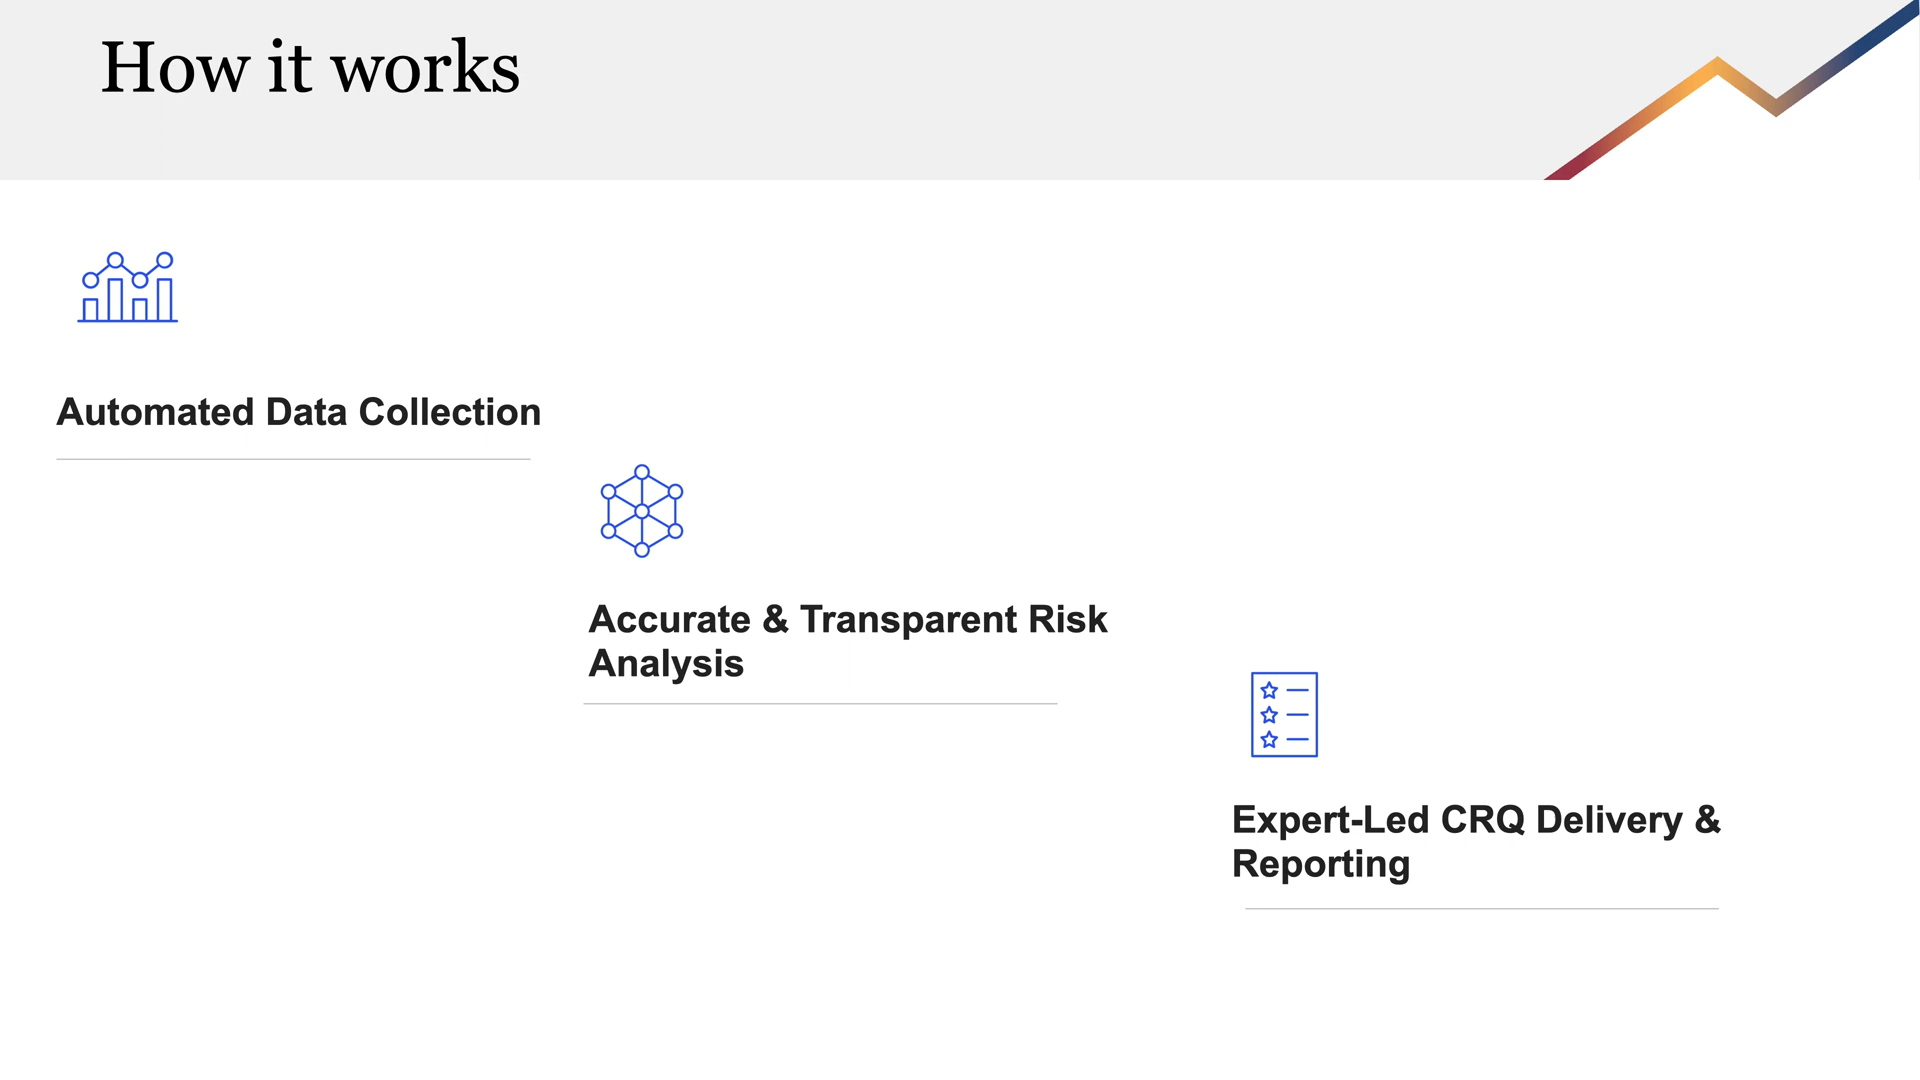 How it works
Automated Data Collection
Accurate & Transparent Risk
Analysis
Expert-Led CRQ Delivery &
Reporting